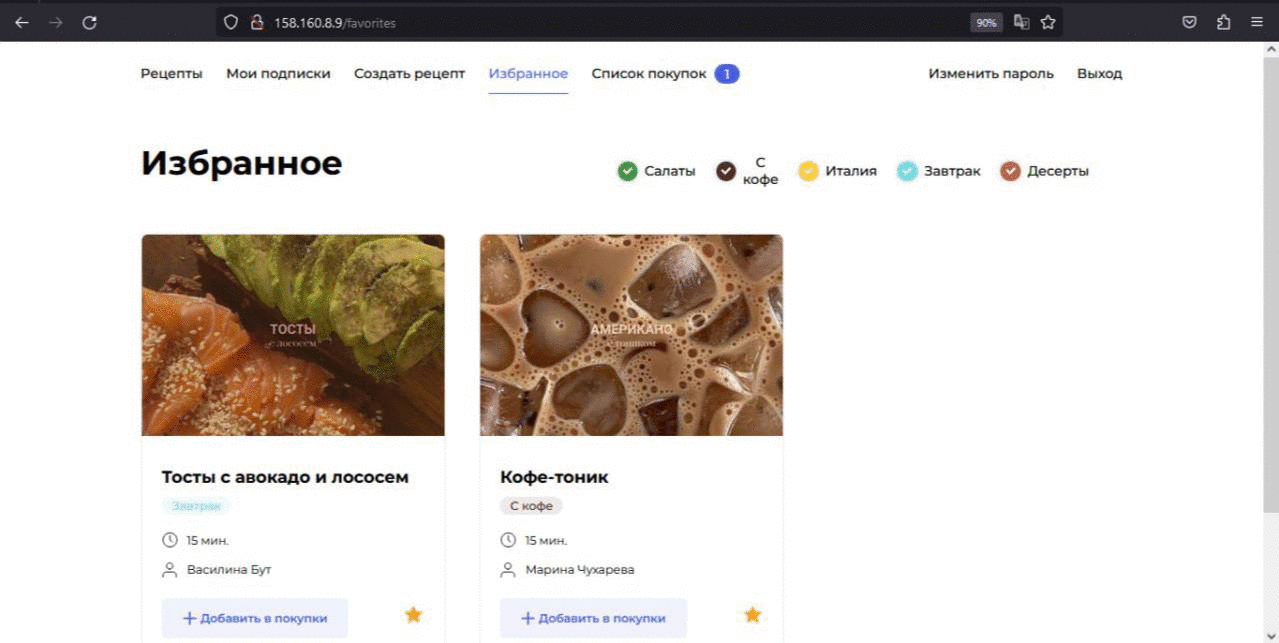 158.160.8.9/favorites
90%
Рецепты Мои подписки Создать рецепт Избранное Список покупок 1 Изменить пароль Выход
Избранное
Салаты С кофе Италия Завтрак Десерты
ТОСТЫ
с лососем
АМЕРИКАНО
с тоником
Тосты с авокадо и лососем
Завтрак
15 мин.
Василина Бут
+ Добавить в покупки
Кофе-тоник
С кофе
15 мин.
Марина Чухарева
+ Добавить в покупки